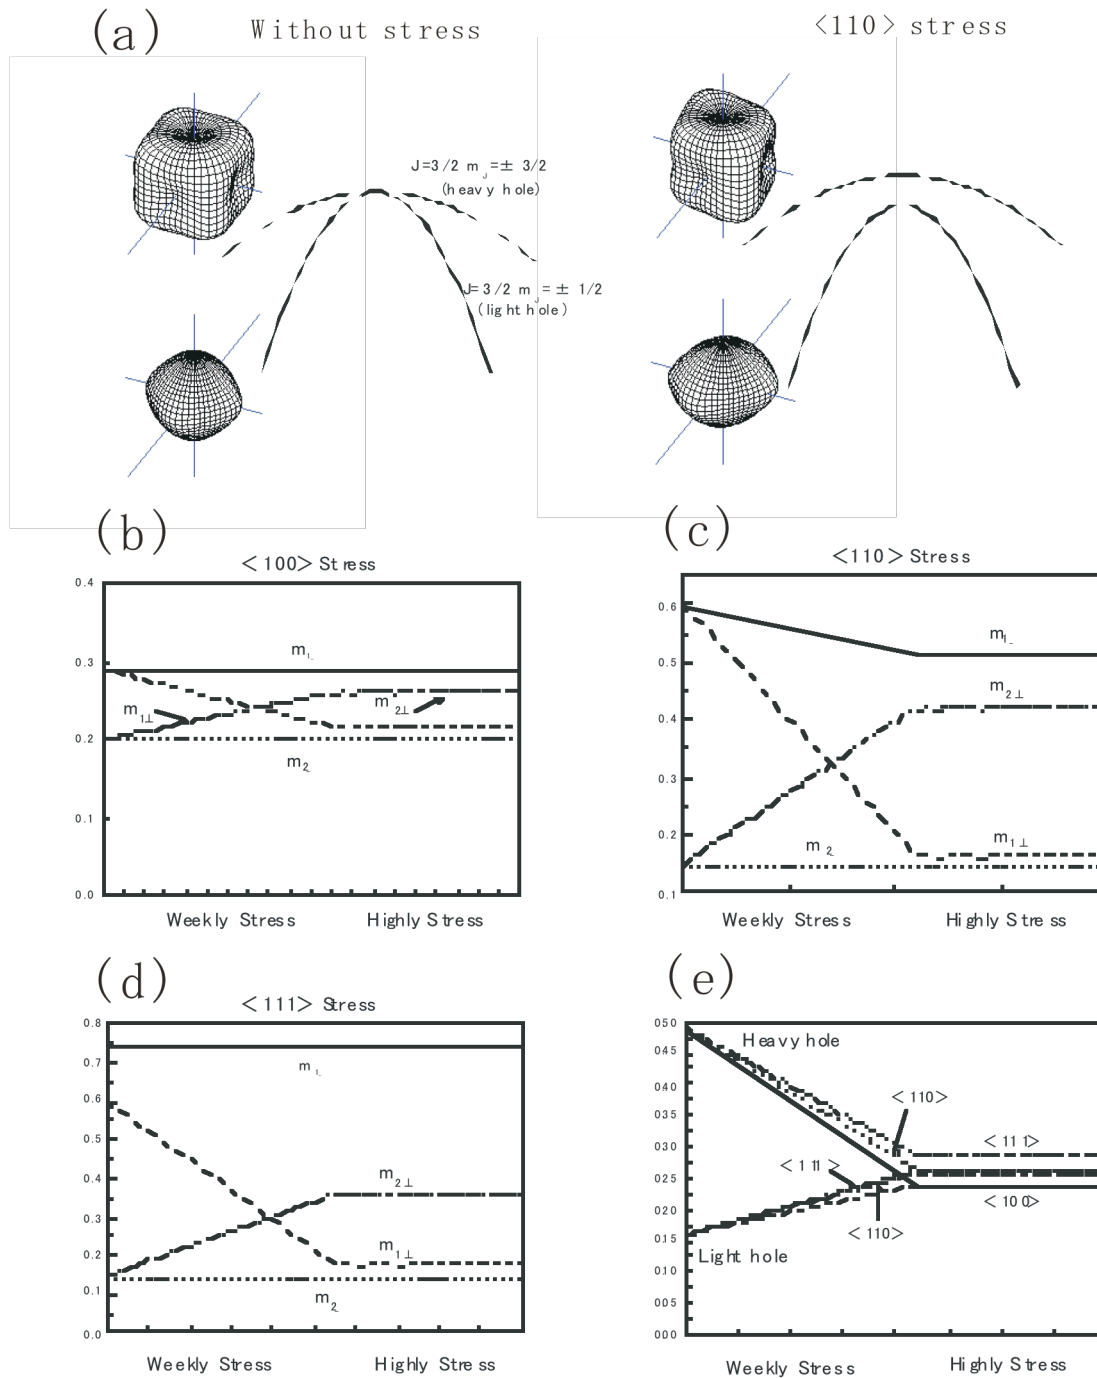 (a)
Without stress
<110> stress
J=3/2 mJ=± 3/2
(heavy hole)
J=3/2 mJ=± 1/2
(light hole)
(b)
<100> Stress
0.4
0.3
0.2
0.1
0.0
m1
m1⊥
m2⊥
m2
Weekly Stress
Highly Stress
(c)
<110> Stress
0.6
0.5
0.4
0.3
0.2
0.1
m1
m2⊥
m2
m1⊥
Weekly Stress
Highly Stress
(d)
<111> Stress
0.8
0.7
0.6
0.5
0.4
0.3
0.2
0.1
0.0
m1
m2⊥
m1⊥
m2
Weekly Stress
Highly Stress
(e)
050
045
040
035
030
025
020
015
010
005
000
Heavy hole
<110>
<111>
<111>
<100>
<110>
Light hole
Weekly Stress
Highly Stress